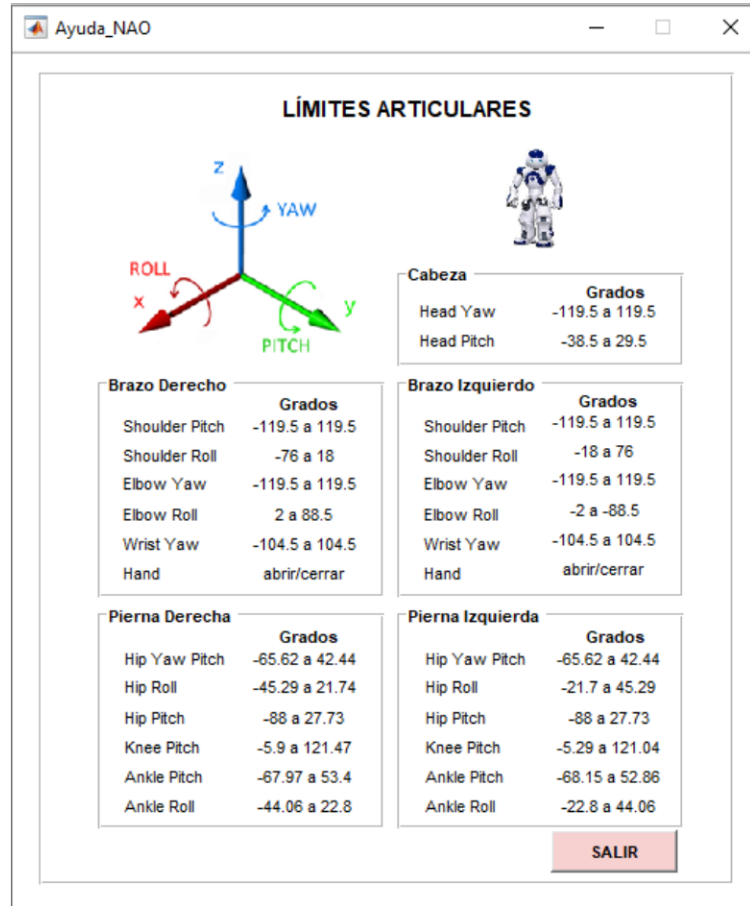 Ayuda_NAO
LÍMITES ARTICULARES
z
YAW
ROLL
x
y
PITCH
Cabeza
Grados
Head Yaw -119.5 a 119.5
Head Pitch -38.5 a 29.5
Brazo Derecho
Grados
Shoulder Pitch -119.5 a 119.5
Shoulder Roll -76 a 18
Elbow Yaw -119.5 a 119.5
Elbow Roll 2 a 88.5
Wrist Yaw -104.5 a 104.5
Hand abrir/cerrar
Brazo Izquierdo
Grados
Shoulder Pitch -119.5 a 119.5
Shoulder Roll -18 a 76
Elbow Yaw -119.5 a 119.5
Elbow Roll -2 a -88.5
Wrist Yaw -104.5 a 104.5
Hand abrir/cerrar
Pierna Derecha
Grados
Hip Yaw Pitch -65.62 a 42.44
Hip Roll -45.29 a 21.74
Hip Pitch -88 a 27.73
Knee Pitch -5.9 a 121.47
Ankle Pitch -67.97 a 53.4
Ankle Roll -44.06 a 22.8
Pierna Izquierda
Grados
Hip Yaw Pitch -65.62 a 42.44
Hip Roll -21.7 a 45.29
Hip Pitch -88 a 27.73
Knee Pitch -5.29 a 121.04
Ankle Pitch -68.15 a 52.86
Ankle Roll -22.8 a 44.06
SALIR